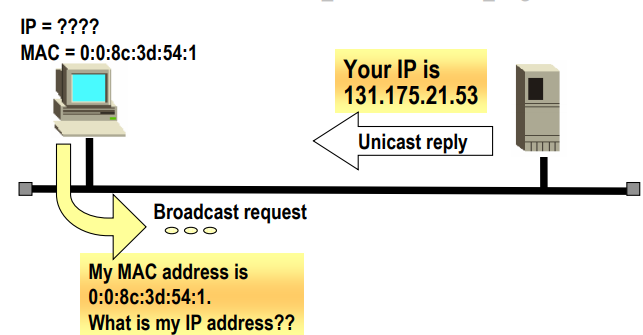 IP = ????
MAC = 0:0:8c:3d:54:1
Your IP is
131.175.21.53
Unicast reply
Broadcast request
My MAC address is
0:0:8c:3d:54:1.
What is my IP address??